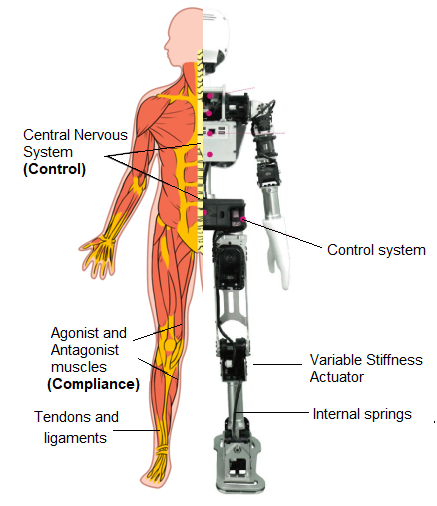 Central Nervous
System
(Control)
Control system
Agonist and
Antagonist
muscles
(Compliance)
Variable Stiffness
Actuator
Tendons and
ligaments
Internal springs